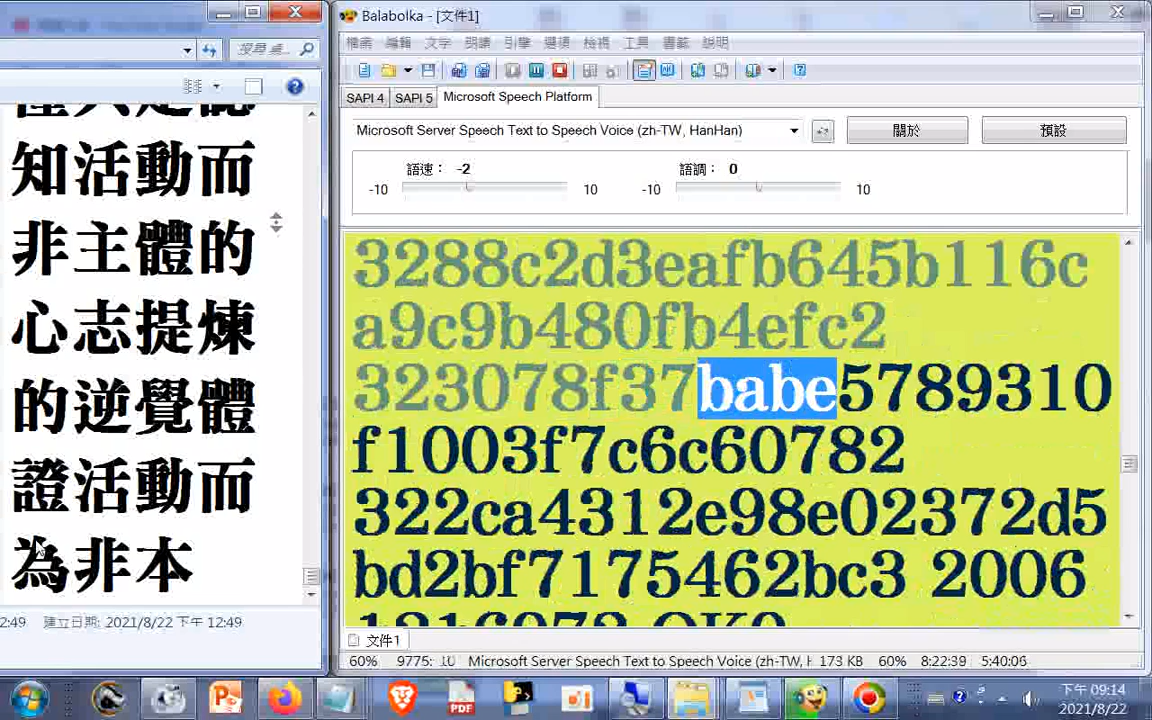 Balabolka - [文件1]
搜尋 桌...
檔案 編輯 文字 朗讀 引擎 選項 檢視 工具 書籤 說明
SAPI 4 SAPI 5 Microsoft Speech Platform
Microsoft Server Speech Text to Speech Voice (zh-TW, HanHan)
關於
預設
語速： -2
-10 10
語調： 0
-10 10
知活動而
非主體的
心志提煉
的逆覺體
證活動而
為非本
2:49 建立日期: 2021/8/22 下午 12:49
3288c2d3eafb645b116c
a9c9b480fb4efc2
323078f37babe5789310
f1003f7c6c60782
322ca4312e98e02372d5
bd2bf7175462bc3 2006
文件1
60% 9775: 10 Microsoft Server Speech Text to Speech Voice (zh-TW, H 173 KB 60% 8:22:39 5:40:06
PDF
下午 09:14
2021/8/22